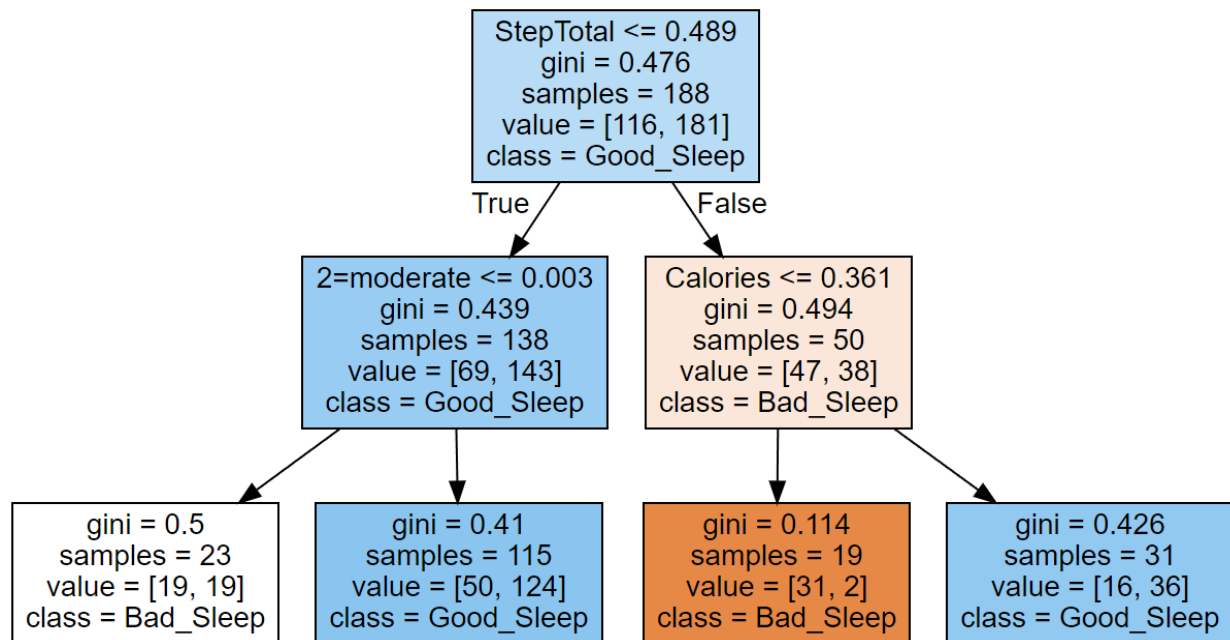 StepTotal <= 0.489
gini = 0.476
samples = 188
value = [116, 181]
class = Good_Sleep
True
False
2=moderate <= 0.003
gini = 0.439
samples = 138
value = [69, 143]
class = Good_Sleep
Calories <= 0.361
gini = 0.494
samples = 50
value = [47, 38]
class = Bad_Sleep
gini = 0.5
samples = 23
value = [19, 19]
class = Bad_Sleep
gini = 0.41
samples = 115
value = [50, 124]
class = Good_Sleep
gini = 0.114
samples = 19
value = [31, 2]
class = Bad_Sleep
gini = 0.426
samples = 31
value = [16, 36]
class = Good_Sleep